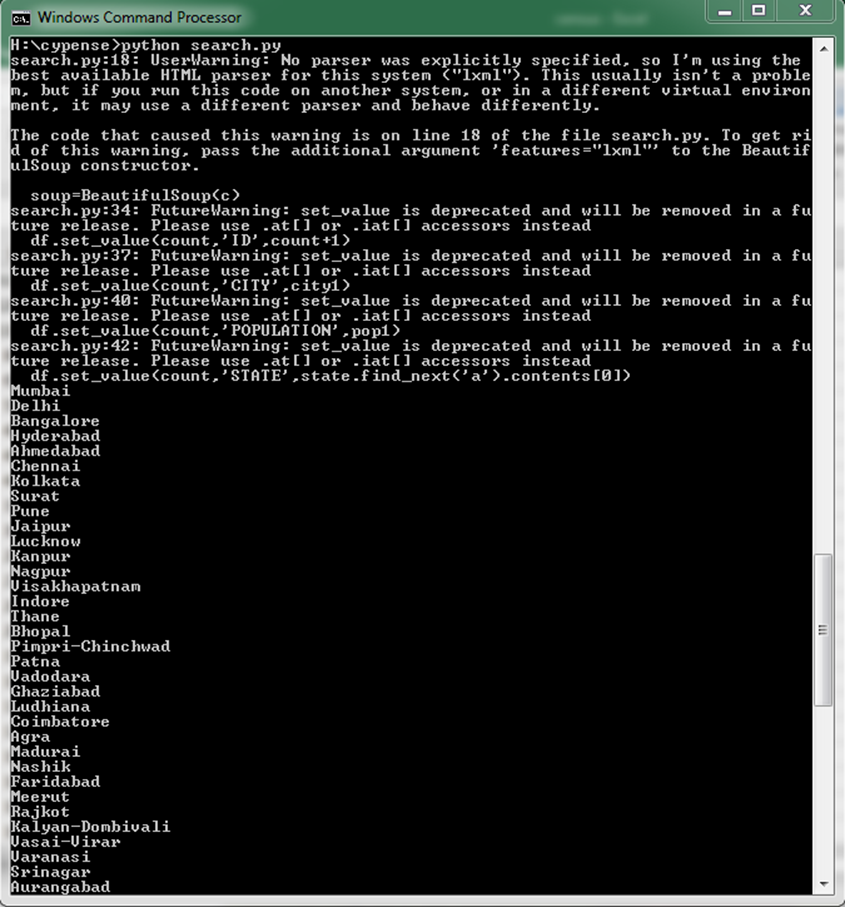 Windows Command Processor
H:\cypense>python search.py
search.py:18: UserWarning: No parser was explicitly specified, so I'm using the
best available HTML parser for this system ("lxml"). This usually isn't a proble
m, but if you run this code on another system, or in a different virtual environ
ment, it may use a different parser and behave differently.
The code that caused this warning is on line 18 of the file search.py. To get ri
d of this warning, pass the additional argument 'features="lxml"' to the Beautif
ulSoup constructor.
soup=BeautifulSoup(c)
search.py:34: FutureWarning: set_value is deprecated and will be removed in a fu
ture release. Please use .at[] or .iat[] accessors instead
df.set_value(count,'ID',count+1)
search.py:37: FutureWarning: set_value is deprecated and will be removed in a fu
ture release. Please use .at[] or .iat[] accessors instead
df.set_value(count,'CITY',city1)
search.py:40: FutureWarning: set_value is deprecated and will be removed in a fu
ture release. Please use .at[] or .iat[] accessors instead
df.set_value(count,'POPULATION',pop1)
search.py:42: FutureWarning: set_value is deprecated and will be removed in a fu
ture release. Please use .at[] or .iat[] accessors instead
df.set_value(count,'STATE',state.find_next('a').contents[0])
Mumbai
Delhi
Bangalore
Hyderabad
Ahmedabad
Chennai
Kolkata
Surat
Pune
Jaipur
Lucknow
Kanpur
Nagpur
Visakhapatnam
Indore
Thane
Bhopal
Pimpri-Chinchwad
Patna
Vadodara
Ghaziabad
Ludhiana
Coimbatore
Agra
Madurai
Nashik
Faridabad
Meerut
Rajkot
Kalyan-Dombivali
Vasai-Virar
Varanasi
Srinagar
Aurangabad